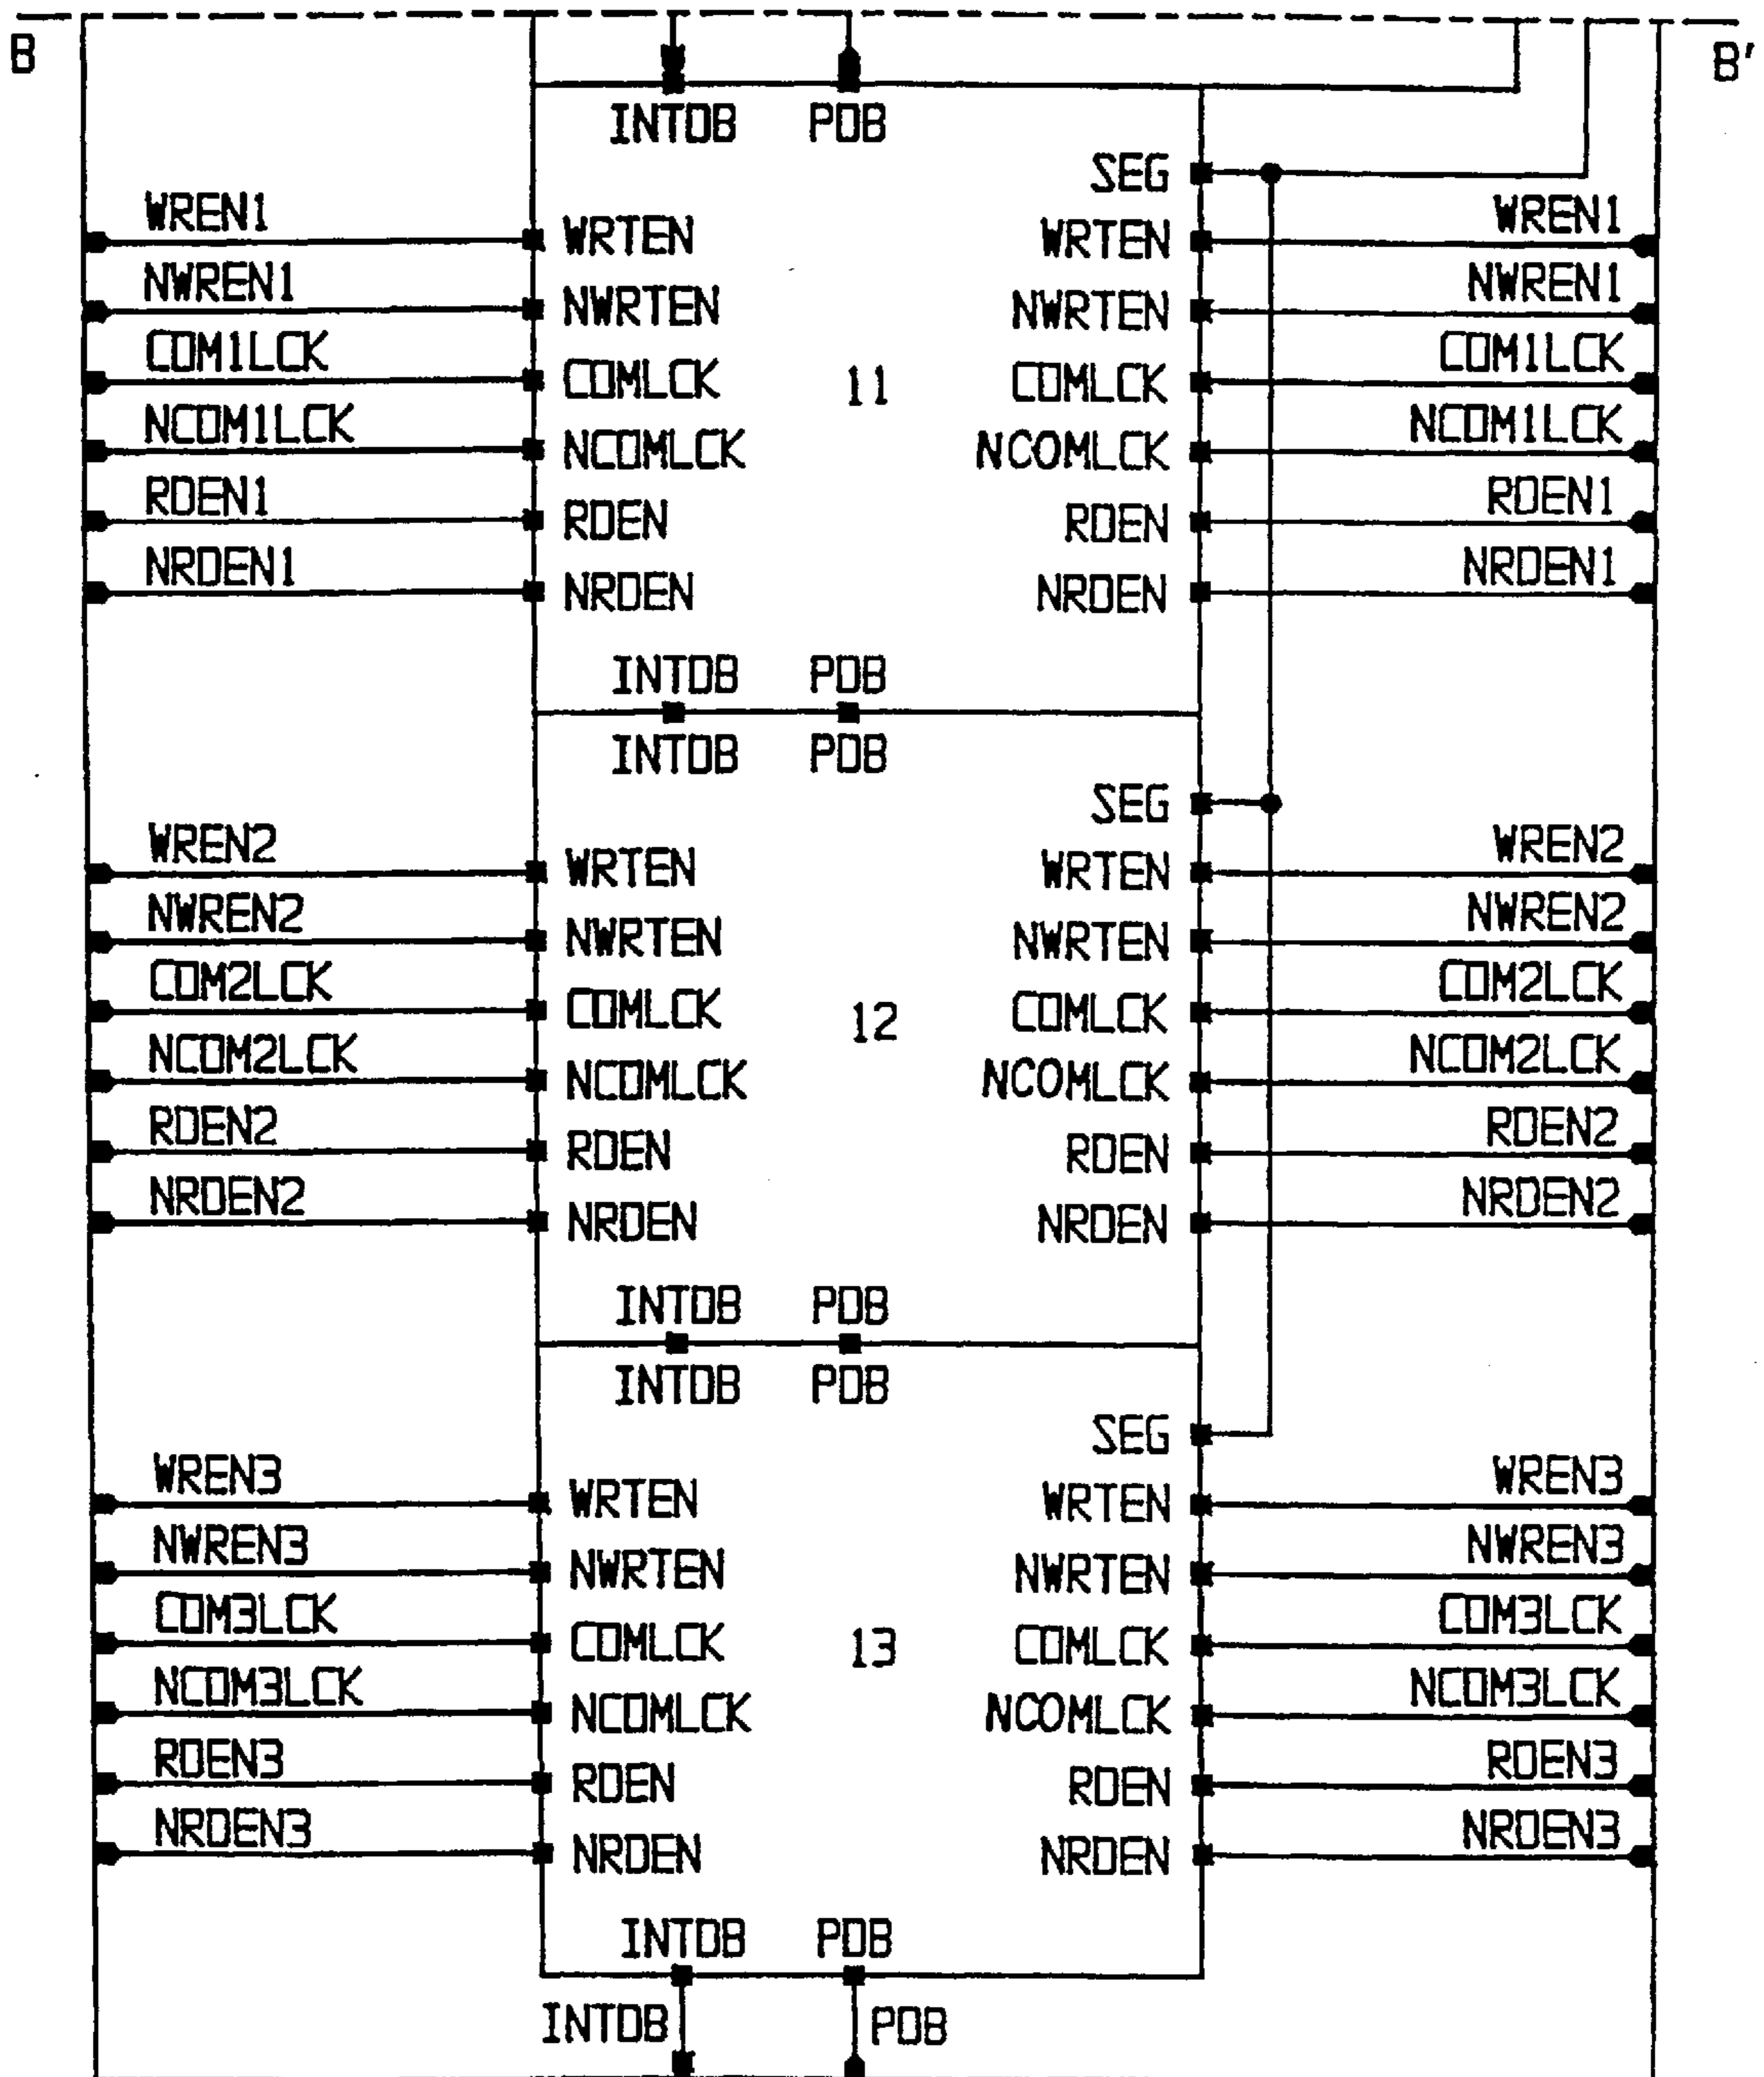 B B'
INTDB PDB
SEG
WREN1 WRTEN WRTEN WREN1
NWREN1 NWRTEN NWRTEN NWREN1
COM1LCK COMLCK 11 COMLCK COM1LCK
NCOM1LCK NCOMLCK NCOMLCK NCOM1LCK
RDEN1 RDEN RDEN RDEN1
NRDEN1 NRDEN NRDEN NRDEN1
INTDB PDB
INTDB PDB
SEG
WREN2 WRTEN WRTEN WREN2
NWREN2 NWRTEN NWRTEN NWREN2
COM2LCK COMLCK 12 COMLCK COM2LCK
NCOM2LCK NCOMLCK NCOMLCK NCOM2LCK
RDEN2 RDEN RDEN RDEN2
NRDEN2 NRDEN NRDEN NRDEN2
INTDB PDB
INTDB PDB
SEG
WREN3 WRTEN WRTEN WREN3
NWREN3 NWRTEN NWRTEN NWREN3
COM3LCK COMLCK 13 COMLCK COM3LCK
NCOM3LCK NCOMLCK NCOMLCK NCOM3LCK
RDEN3 RDEN RDEN RDEN3
NRDEN3 NRDEN NRDEN NRDEN3
INTDB PDB
INTDB PDB